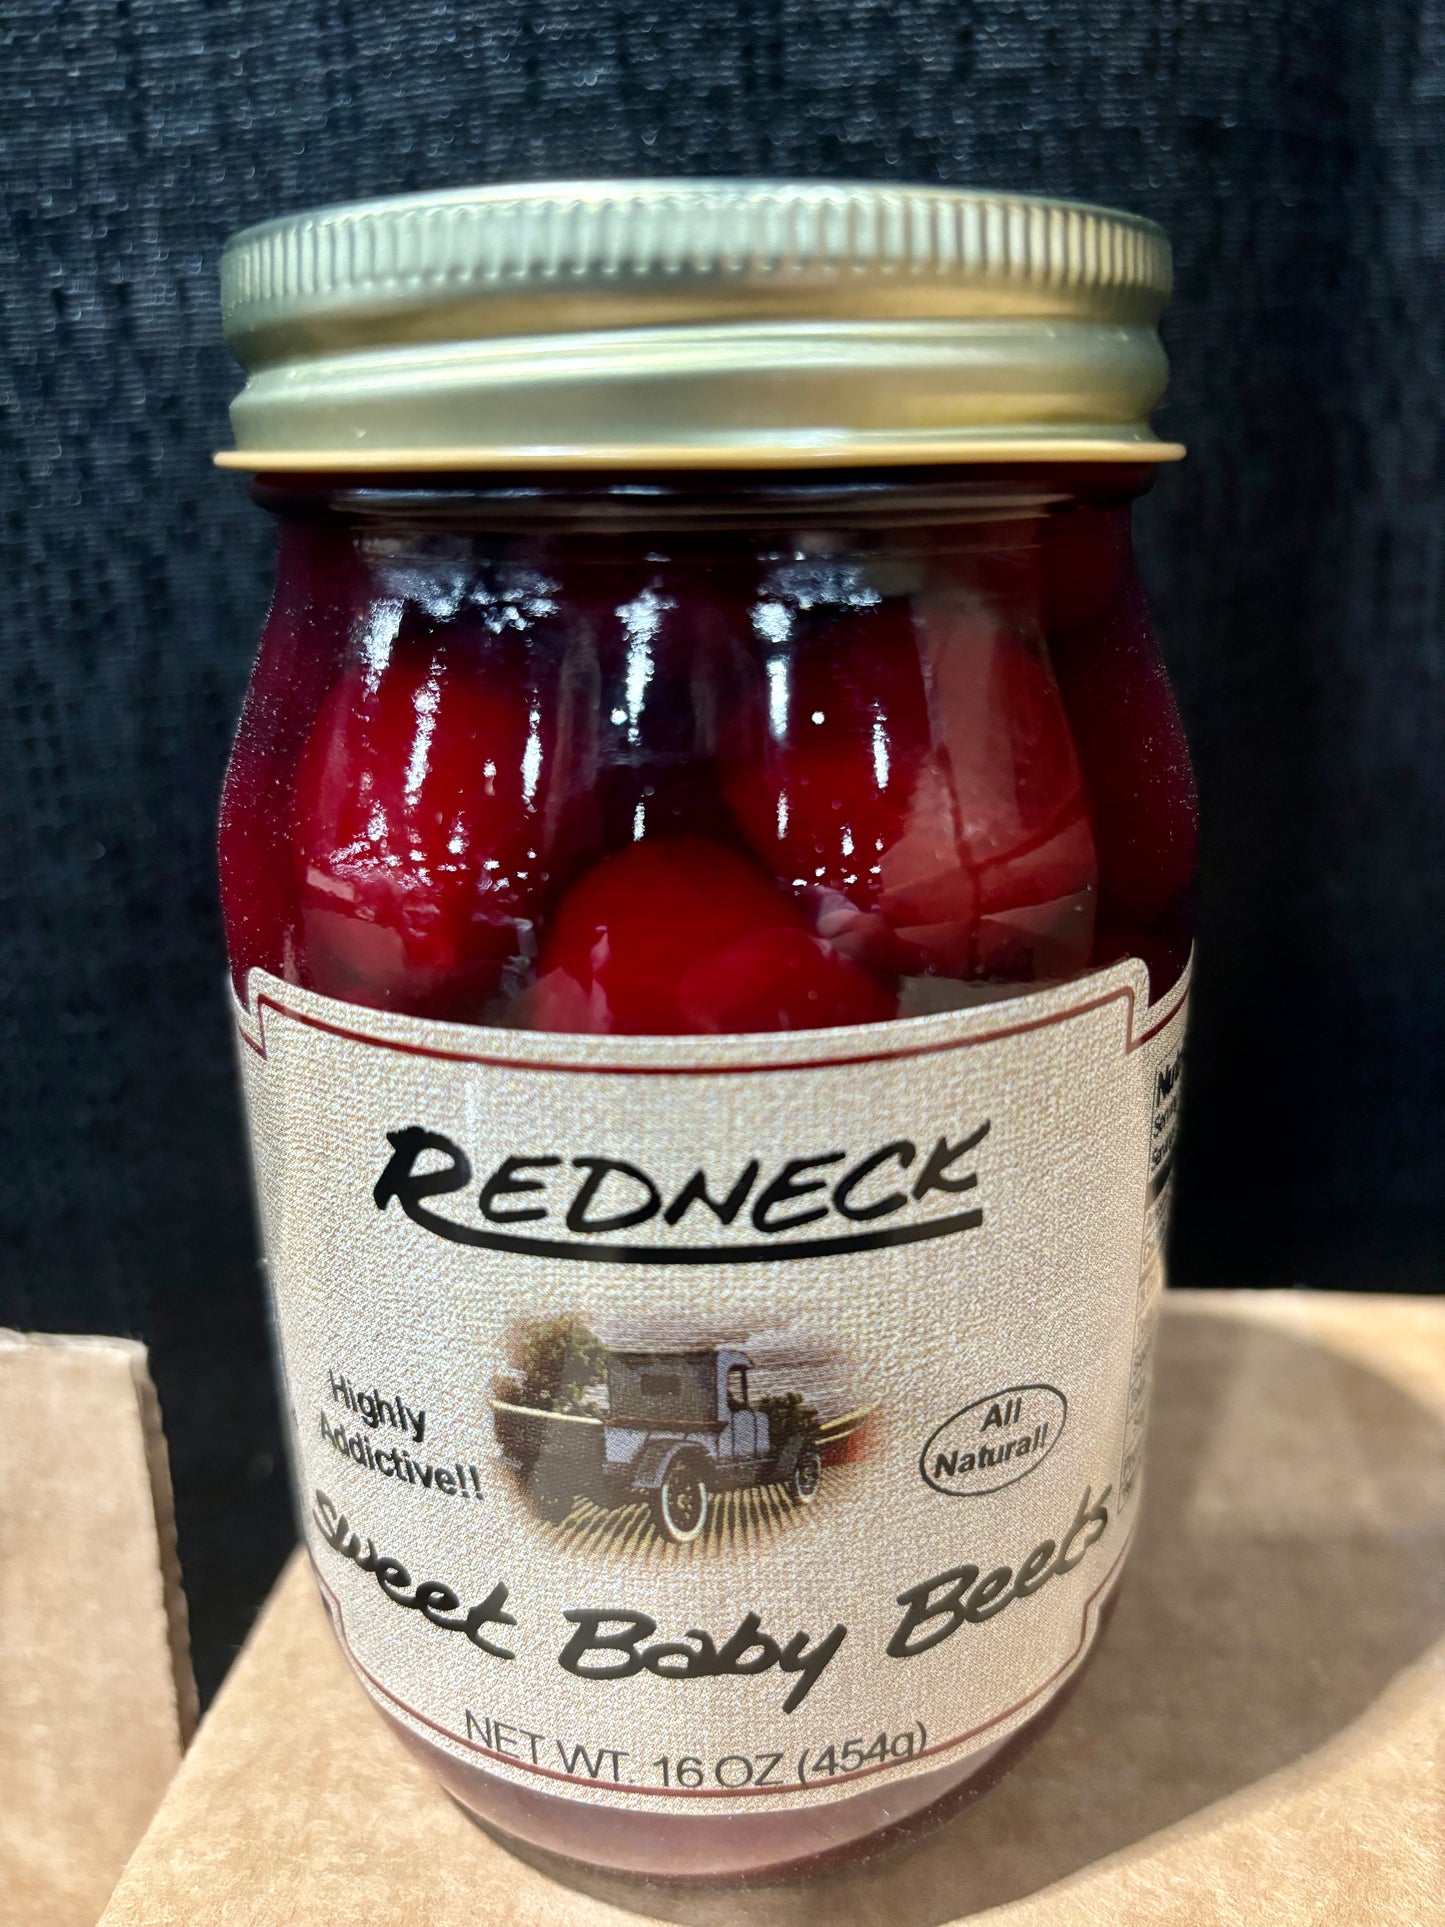 REDNECK
Highly
Addictive!!
All
Natural!
Sweet Baby Beets
NET WT. 16 OZ (454g)